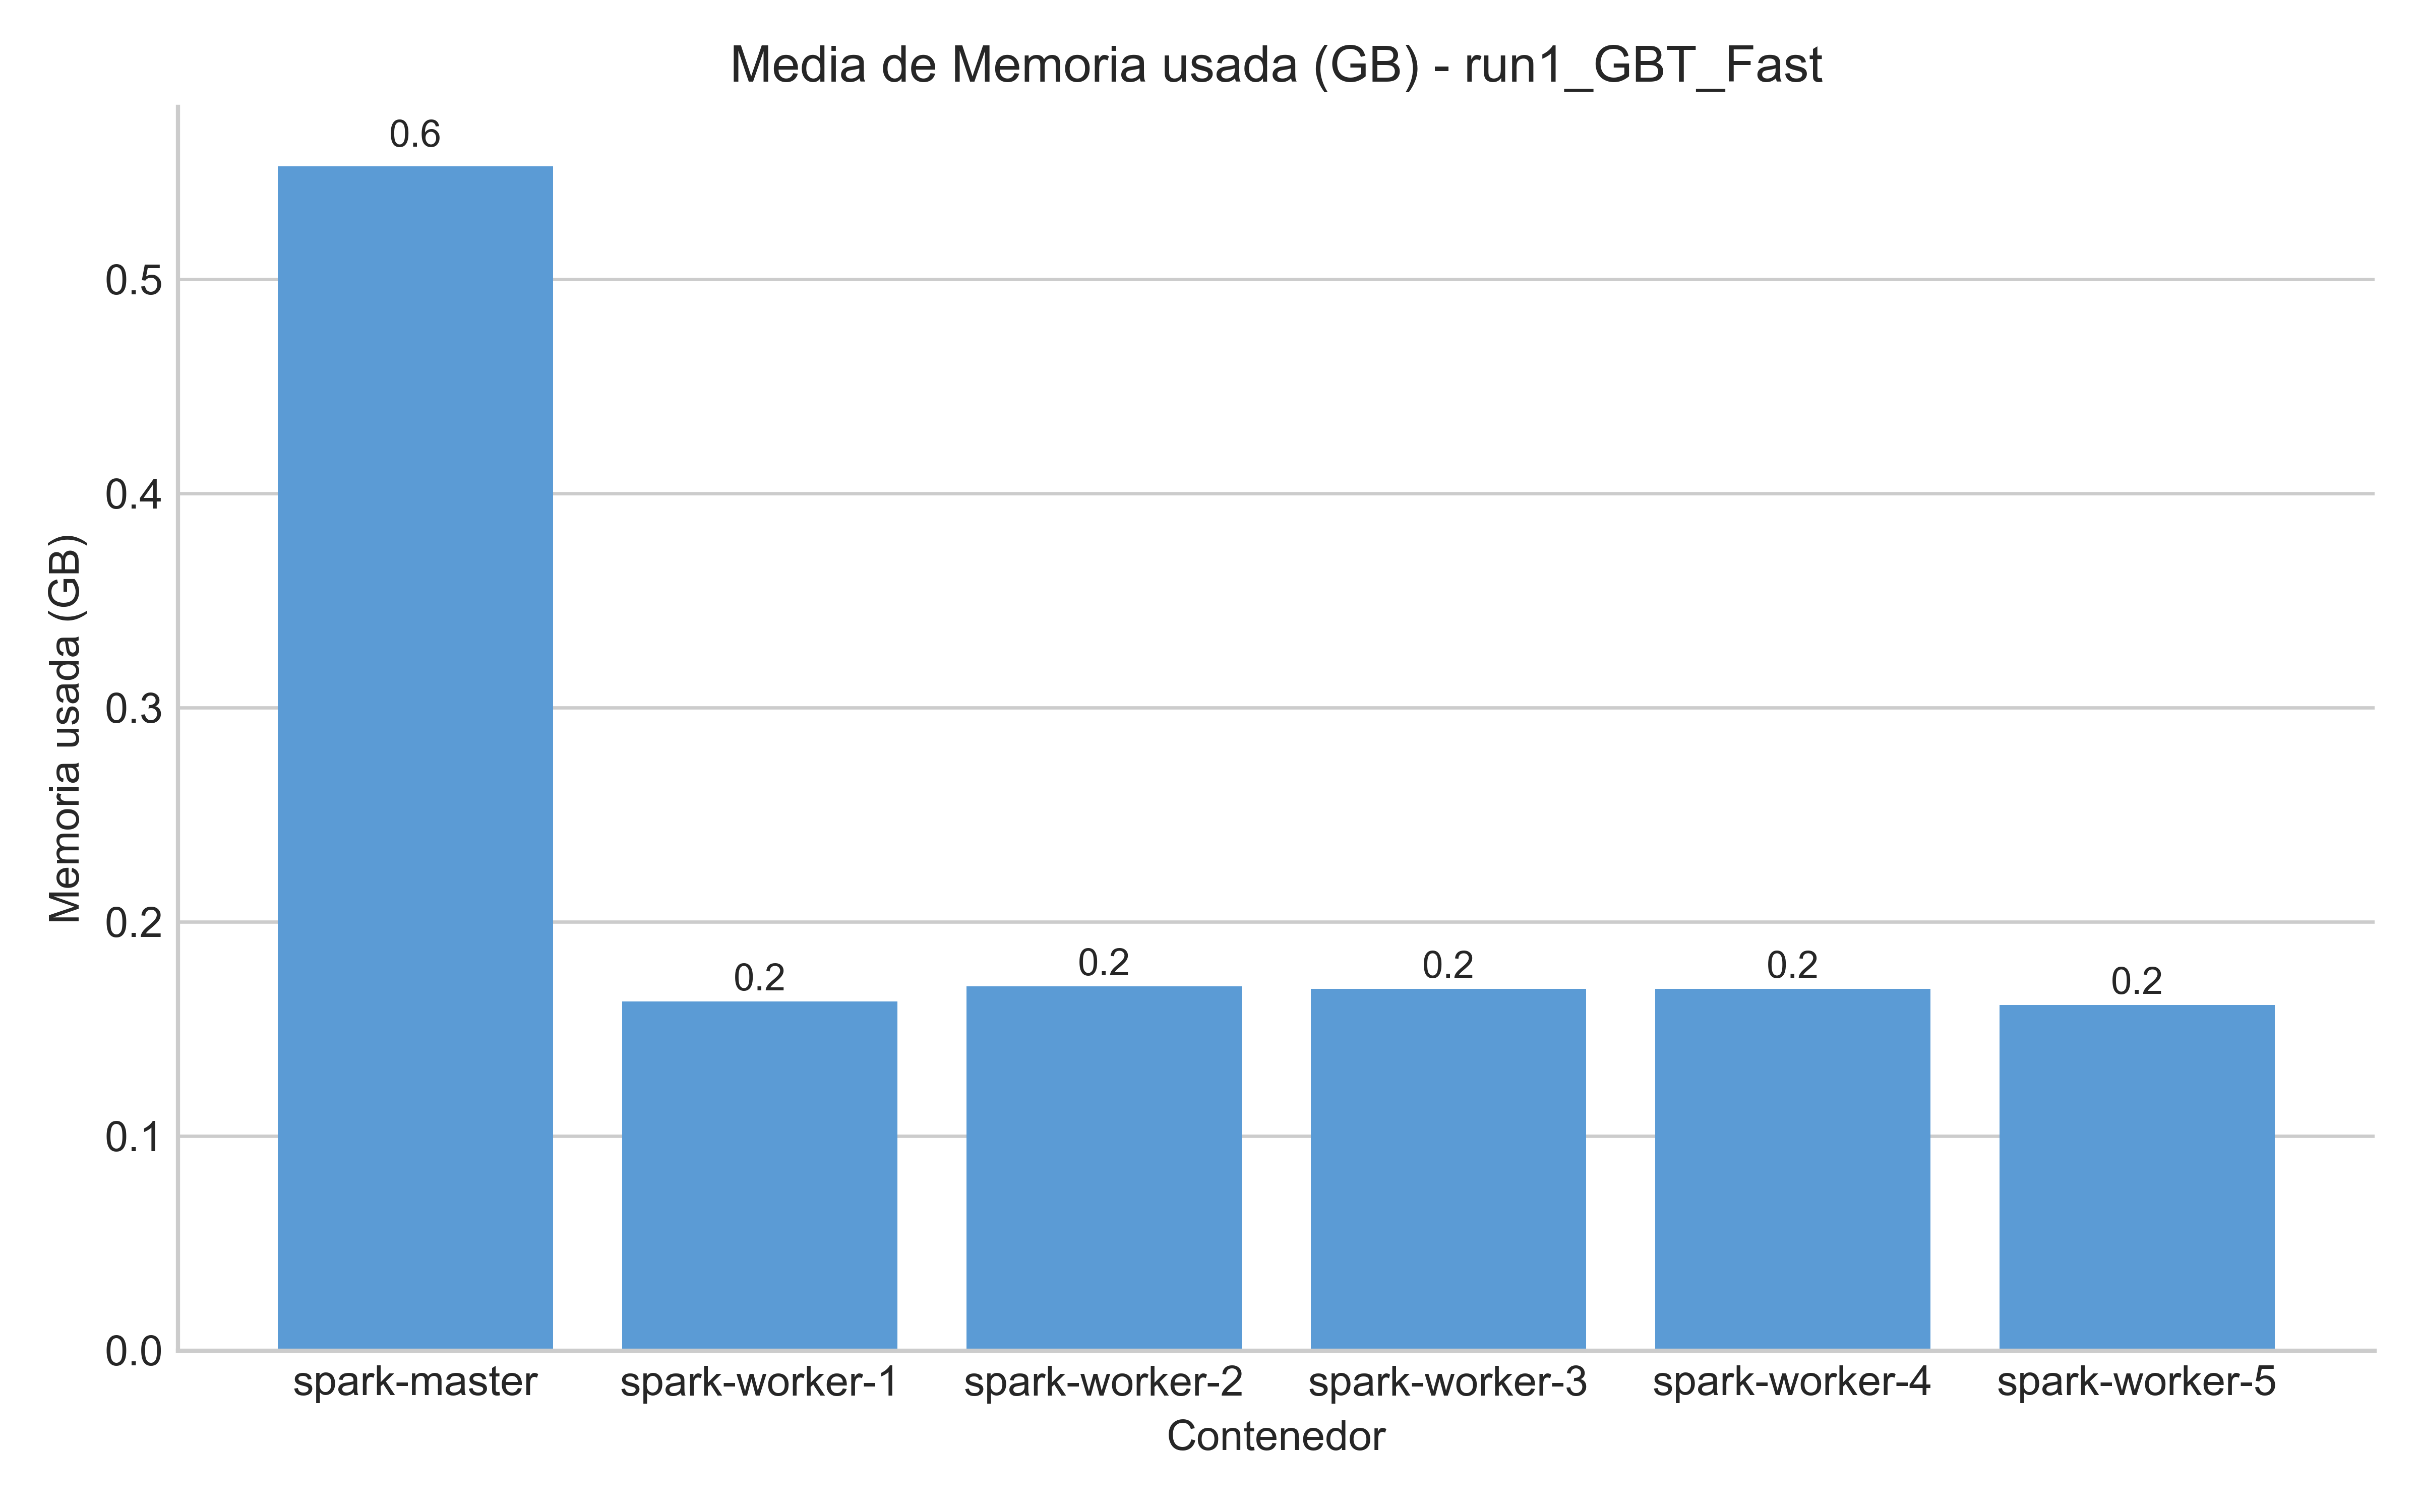 Media de Memoria usada (GB) - run1_GBT_Fast
0.6
0.5
0.4
0.3
0.2
0.1
0.0
Memoria usada (GB)
0.2
0.2
0.2
0.2
0.2
spark-master
spark-worker-1
spark-worker-2
spark-worker-3
spark-worker-4
spark-worker-5
Contenedor